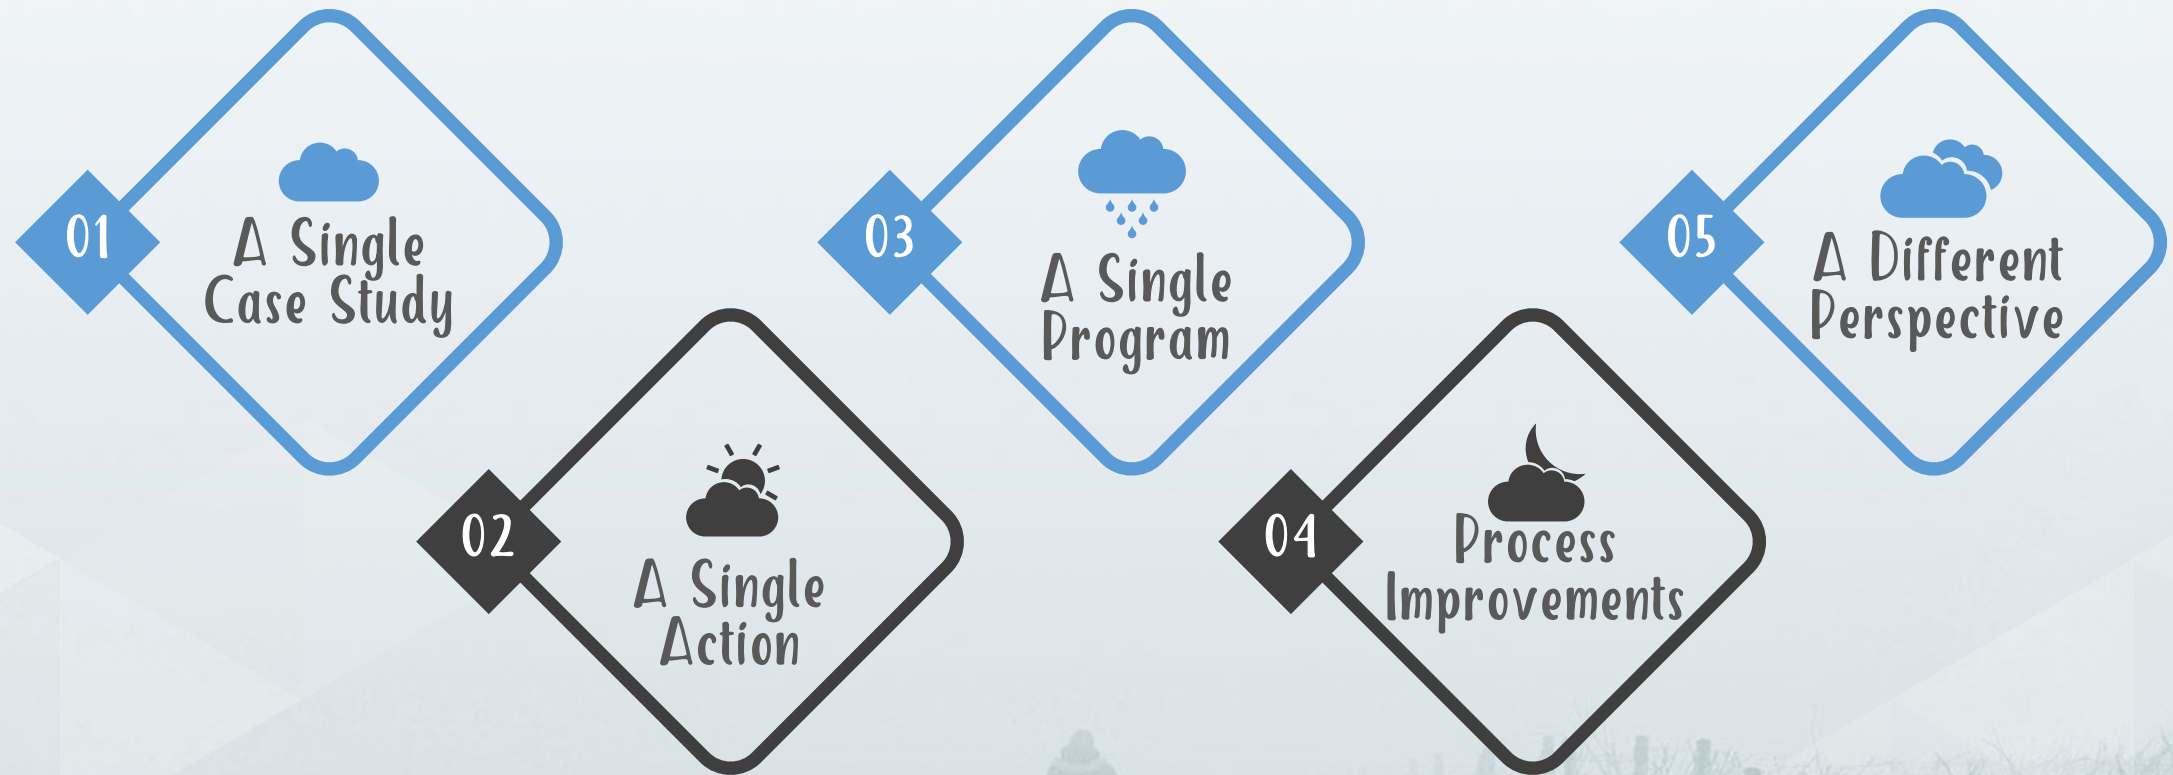 01
A Single
Case Study
02
A Single
Action
03
A Single
Program
04
Process
Improvements
05
A Different
Perspective